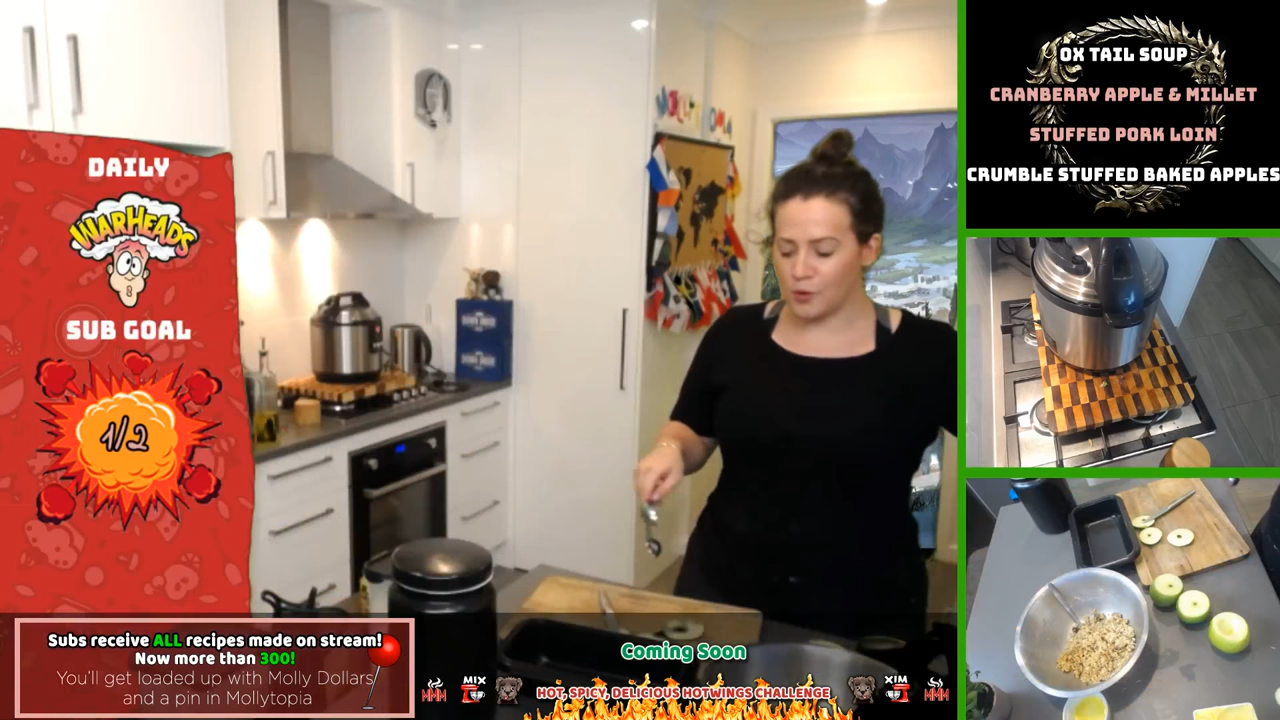 DAILY
WARHEADS
SUB GOAL
1/2
MOLLYTOPIA
OX TAIL SOUP
CRANBERRY APPLE & MILLET
STUFFED PORK LOIN
CRUMBLE STUFFED BAKED APPLES
Subs receive ALL recipes made on stream!
Now more than 300!
You'll get loaded up with Molly Dollars
and a pin in Mollytopia
Coming Soon
MIX
HOT, SPICY, DELICIOUS HOTWINGS CHALLENGE
XIM